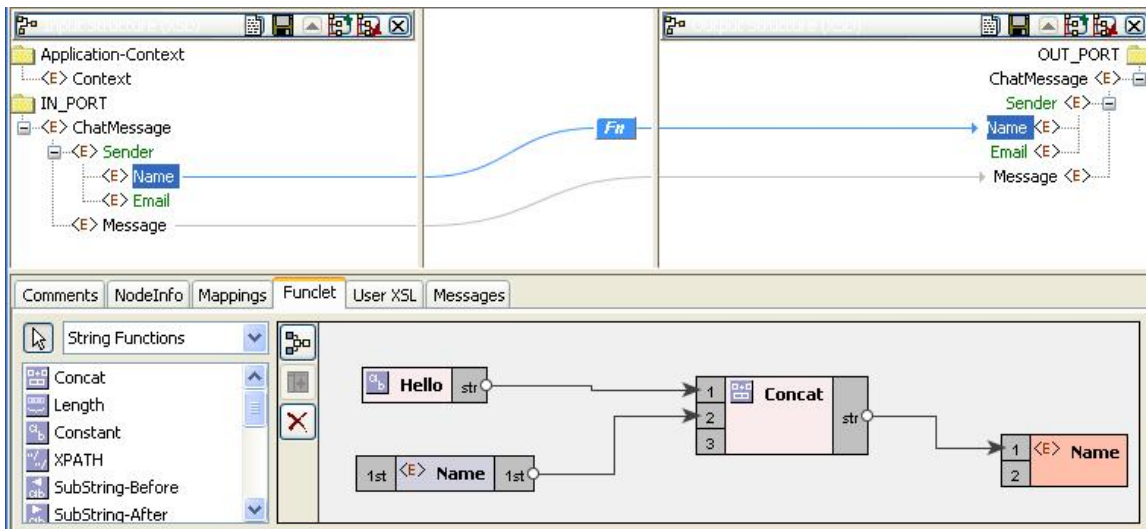 Application-Context
<E> Context
IN_PORT
<E> ChatMessage
<E> Sender
<E> Name
<E> Email
<E> Message
Fn
OUT_PORT
ChatMessage <E>
Sender <E>
Name <E>
Email <E>
Message <E>
Comments NodeInfo Mappings Funclet User XSL Messages
String Functions
Concat
Length
Constant
XPATH
SubString-Before
SubString-After
Hello str
1st <E> Name 1st
1 Concat
2
3
str
1 <E> Name
2